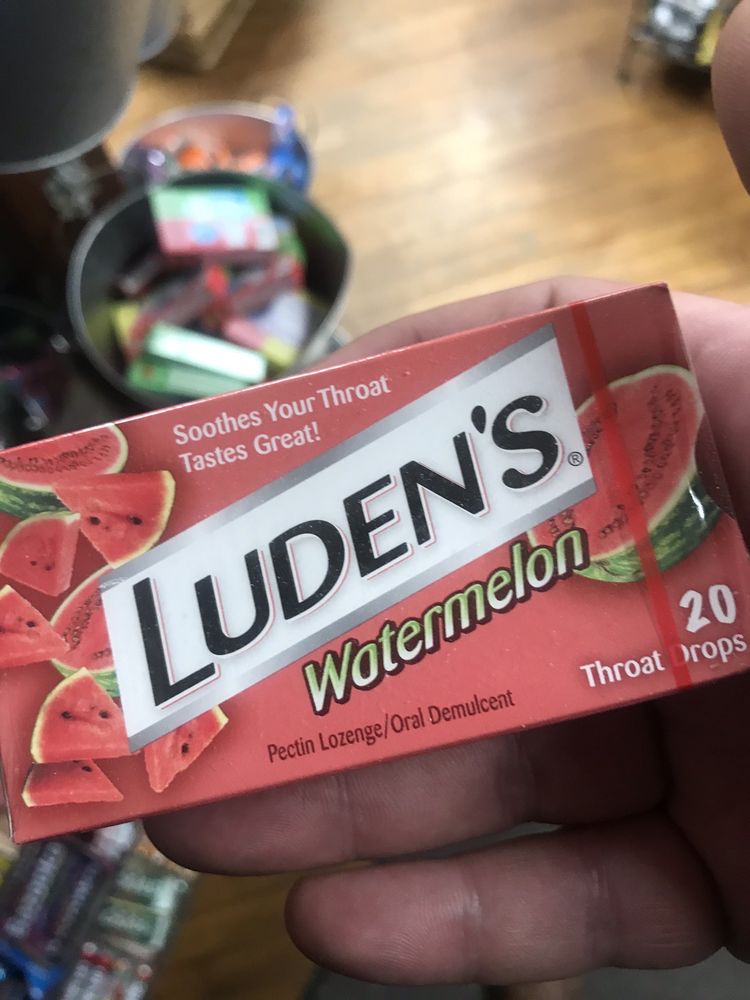 Soothes Your Throat
Tastes Great!
LUDEN'S®
Watermelon
Pectin Lozenge/Oral Demulcent
20
Throat Drops